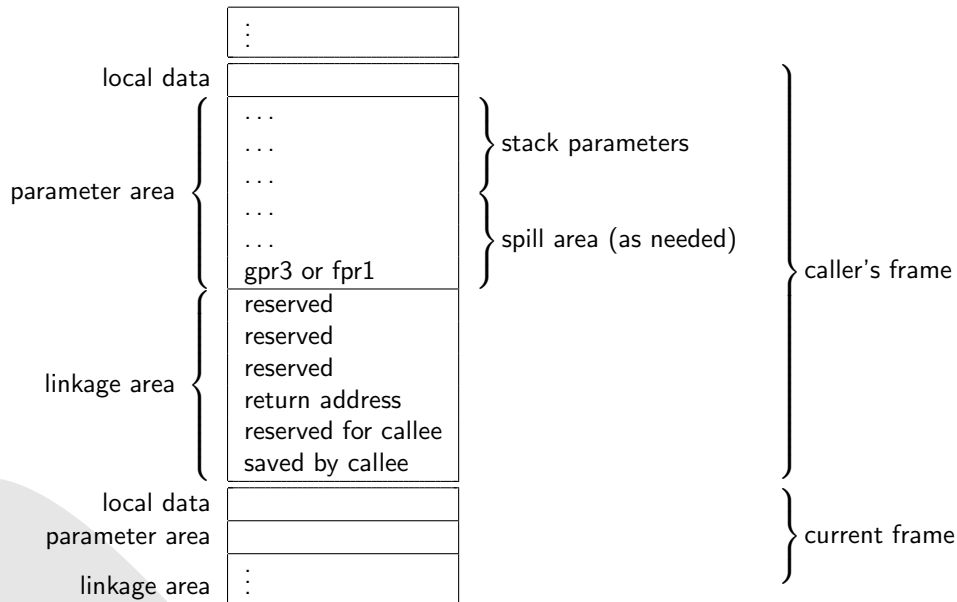 ⋮
local data
. . .
. . .
stack parameters
. . .
parameter area
. . .
. . .
spill area (as needed)
gpr3 or fpr1
caller's frame
reserved
reserved
reserved
linkage area
return address
reserved for callee
saved by callee
local data
parameter area
current frame
linkage area
⋮